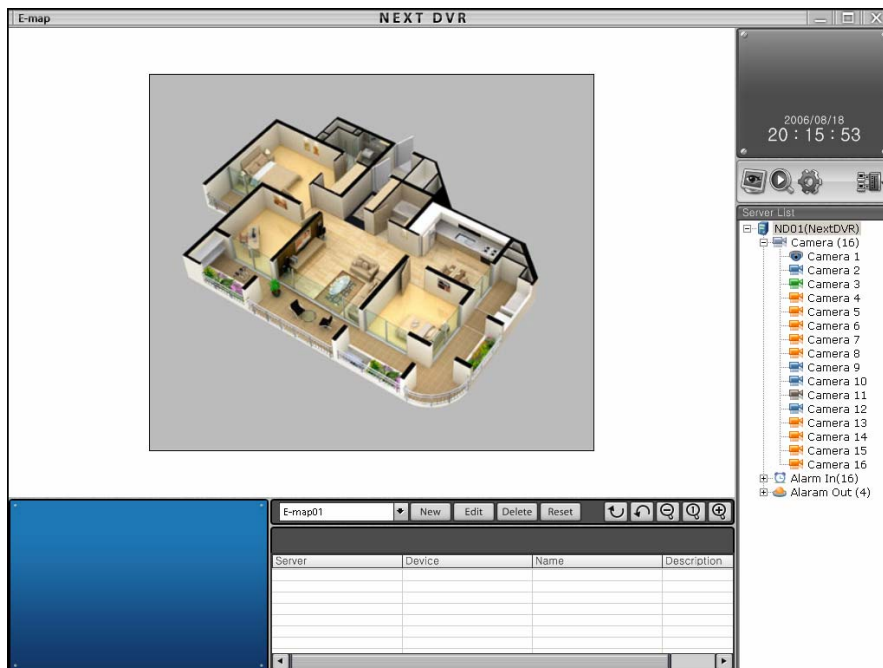 E-map NEXT DVR
2006/08/18
20 : 15 : 53
Server List
ND01(NextDVR)
Camera (16)
Camera 1
Camera 2
Camera 3
Camera 4
Camera 5
Camera 6
Camera 7
Camera 8
Camera 9
Camera 10
Camera 11
Camera 12
Camera 13
Camera 14
Camera 15
Camera 16
Alarm In(16)
Alaram Out (4)
E-map01 New Edit Delete Reset
Server Device Name Description